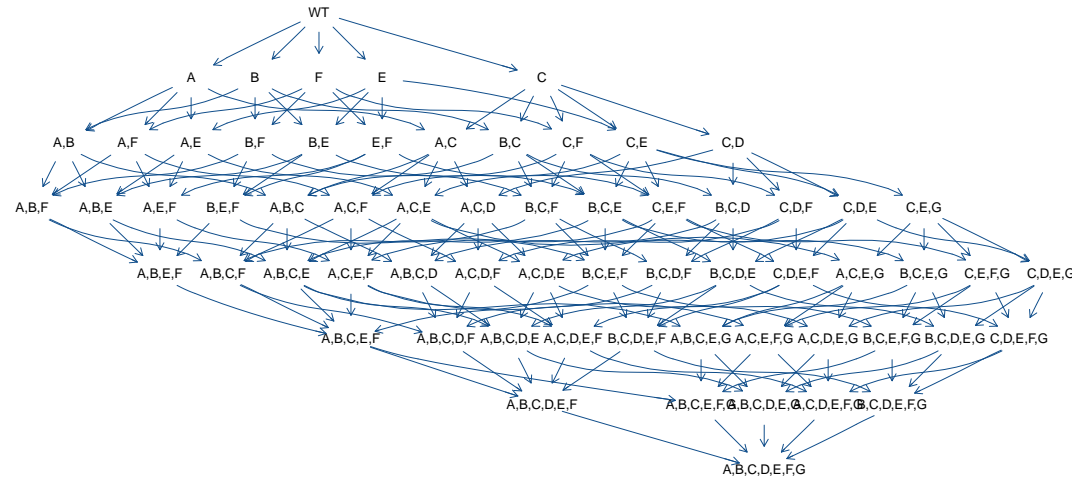 WT
A B F E C
A,B A,F A,E B,F B,E E,F A,C B,C C,F C,E C,D
A,B,F A,B,E A,E,F B,E,F A,B,C A,C,F A,C,E A,C,D B,C,F B,C,E C,E,F B,C,D C,D,F C,D,E C,E,G
A,B,E,F A,B,C,F A,B,C,E A,C,E,F A,B,C,D A,C,D,F A,C,D,E B,C,E,F B,C,D,F B,C,D,E C,D,E,F A,C,E,G B,C,E,G C,E,F,G C,D,E,G
A,B,C,E,F A,B,C,D,F A,B,C,D,E A,C,D,E,F B,C,D,E,F A,B,C,E,G A,C,E,F,G A,C,D,E,G B,C,E,F,G B,C,D,E,G C,D,E,F,G
A,B,C,D,E,F A,B,C,E,F,G A,B,C,D,E,G A,C,D,E,F,G B,C,D,E,F,G
A,B,C,D,E,F,G